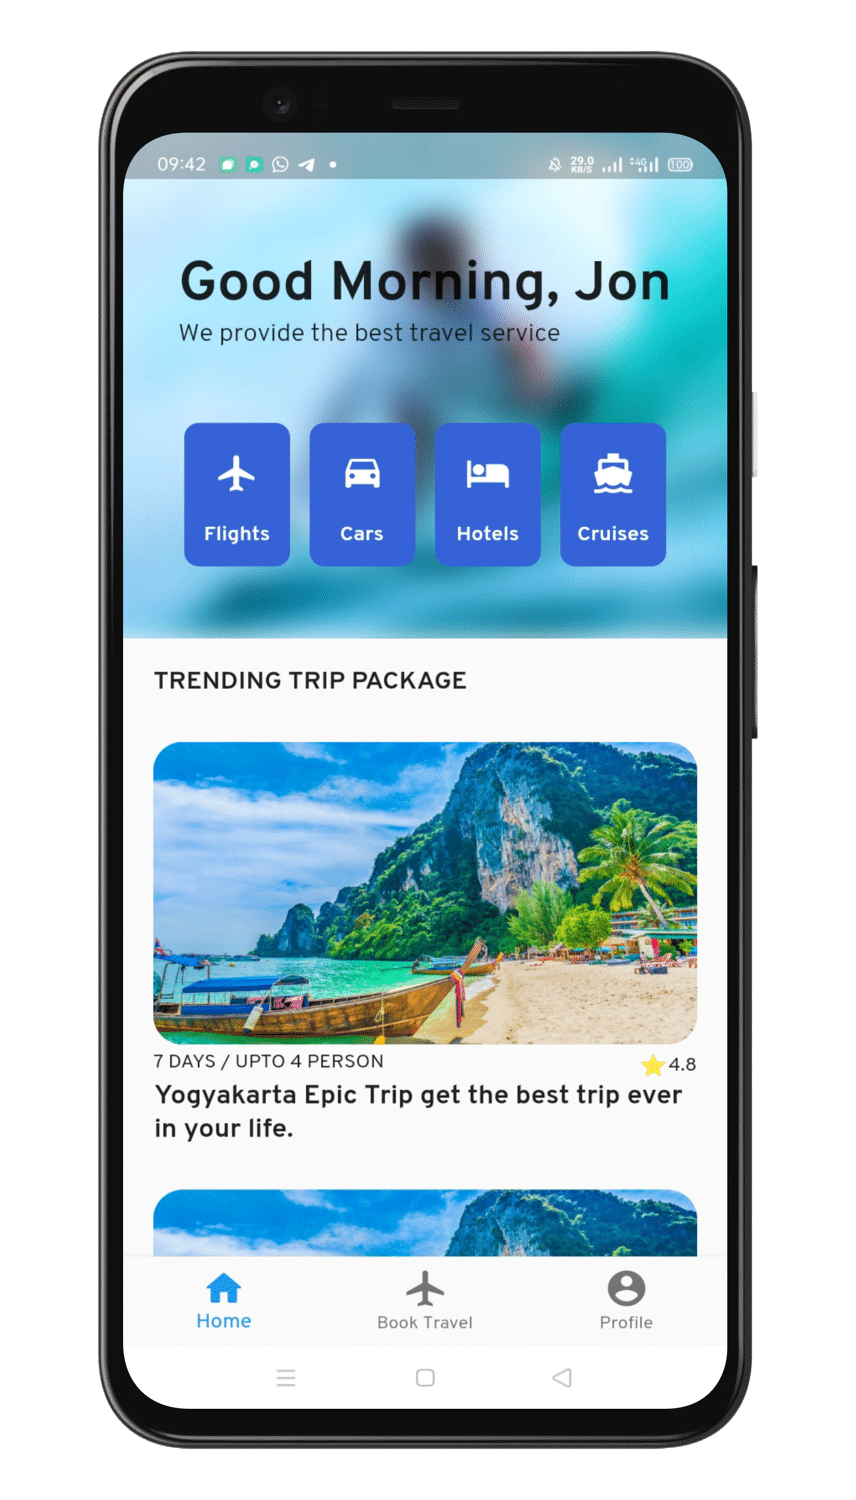 09:42
29.0
KB/S
4G
100
Good Morning, Jon
We provide the best travel service
Flights
Cars
Hotels
Cruises
TRENDING TRIP PACKAGE
7 DAYS / UPTO 4 PERSON
4.8
Yogyakarta Epic Trip get the best trip ever
in your life.
Home
Book Travel
Profile